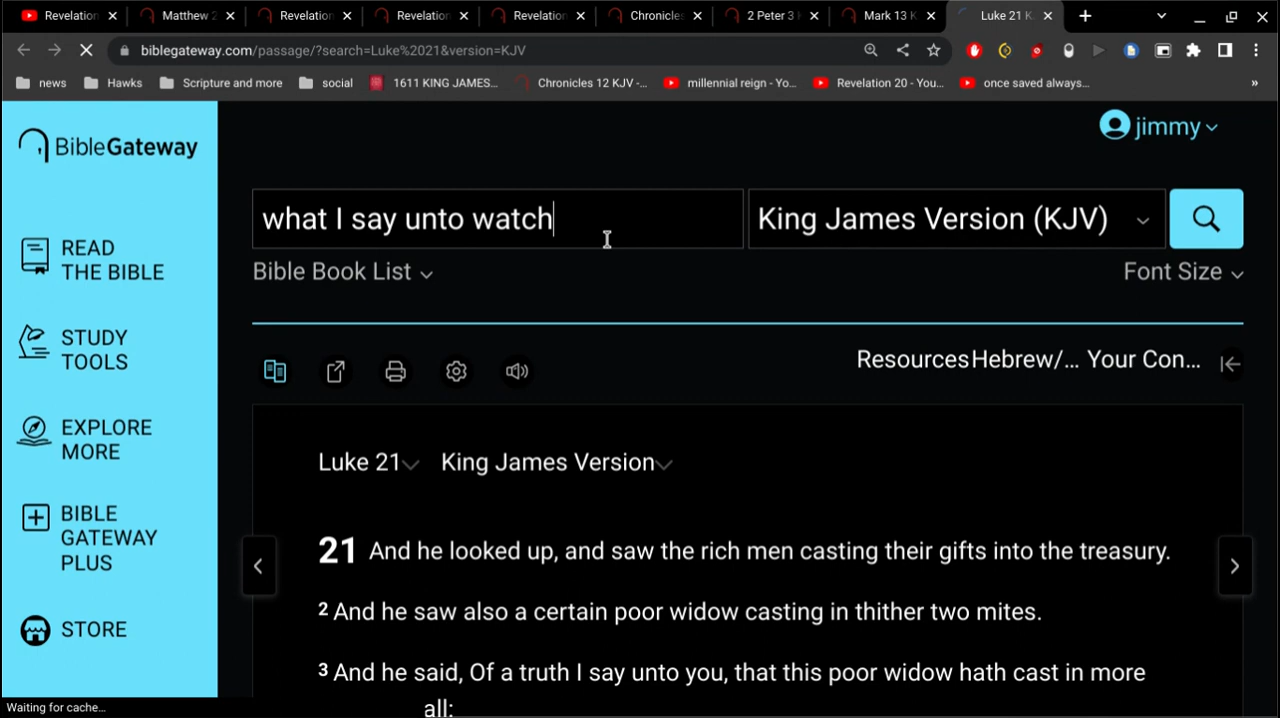 Revelation
Matthew 2
Revelation
Revelation
Revelation
Chronicles
2 Peter 3 K
Mark 13 K
Luke 21 K
biblegateway.com/passage/?search=Luke%2021&version=KJV
news
Hawks
Scripture and more
social
1611 KING JAMES...
Chronicles 12 KJV -...
millennial reign - Yo...
Revelation 20 - You...
once saved always...
»
BibleGateway
jimmy
what I say unto watch
King James Version (KJV)
READ
THE BIBLE
Bible Book List
Font Size
STUDY
TOOLS
Resources Hebrew/... Your Con...
EXPLORE
MORE
Luke 21
King James Version
BIBLE
GATEWAY
PLUS
21 And he looked up, and saw the rich men casting their gifts into the treasury.
2 And he saw also a certain poor widow casting in thither two mites.
STORE
3 And he said, Of a truth I say unto you, that this poor widow hath cast in more
all:
Waiting for cache...